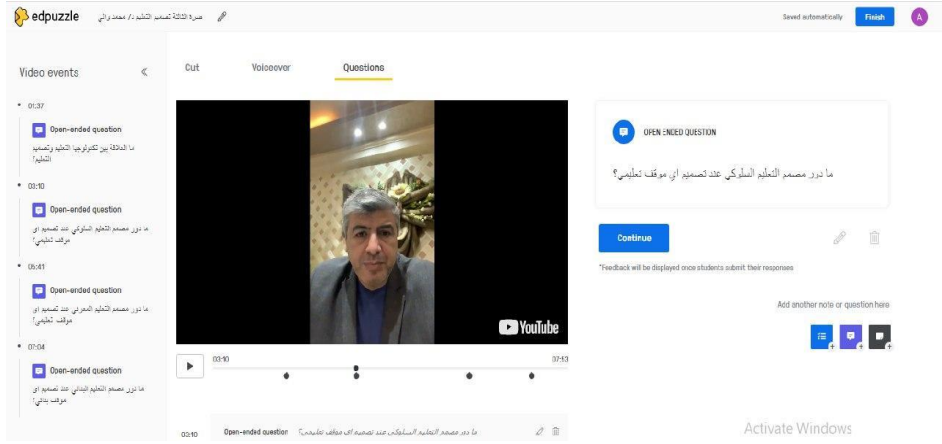 edpuzzle
تصميم التعليم د/ محمد والي
Saved automatically
Finish
A
Video events
01:37
Open-ended question
ما العلاقة بين تكنولوجيا التعليم وتصميم
التعليم؟
03:10
Open-ended question
ما دور مصمم التعليم السلوكي عند تصميم اي
موقف تعليمي؟
05:41
Open-ended question
ما دور مصمم التعليم المعرفي عند تصميم اي
موقف تعليمي؟
07:04
Open-ended question
ما دور مصمم التعليم البنائي عند تصميم اي
موقف بنائي؟
Cut
Voiceover
Questions
YouTube
03:10
07:53
03:10
Open-ended question
ما دور مصمم التعليم السلوكي عند تصميم اي موقف تعليمي؟
OPEN ENDED QUESTION
ما دور مصمم التعليم السلوكي عند تصميم اي موقف تعليمي؟
Continue
*Feedback will be displayed once students submit their responses
Add another note or question here
Activate Windows